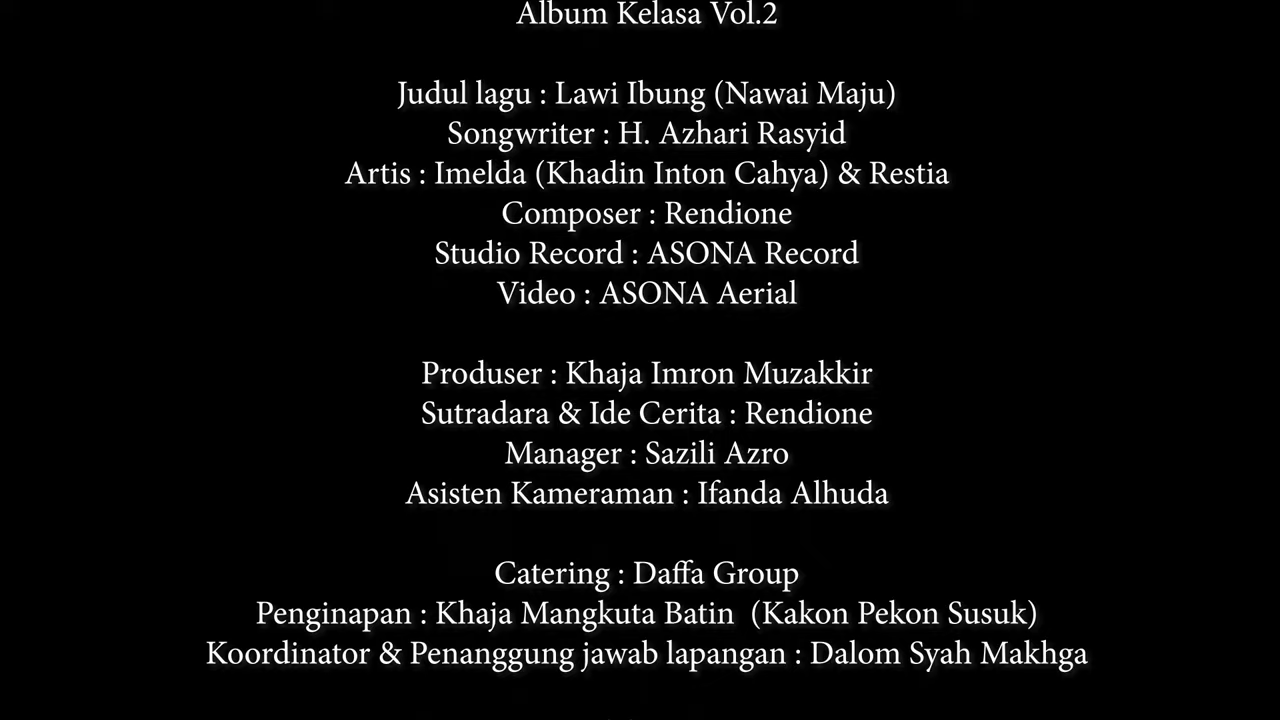 Album Kelasa Vol.2
Judul lagu : Lawi Ibung (Nawai Maju)
Songwriter : H. Azhari Rasyid
Artis : Imelda (Khadin Inton Cahya) & Restia
Composer : Rendione
Studio Record : ASONA Record
Video : ASONA Aerial
Produser : Khaja Imron Muzakkir
Sutradara & Ide Cerita : Rendione
Manager : Sazili Azro
Asisten Kameraman : Ifanda Alhuda
Catering : Daffa Group
Penginapan : Khaja Mangkuta Batin (Kakon Pekon Susuk)
Koordinator & Penanggung jawab lapangan : Dalom Syah Makhga